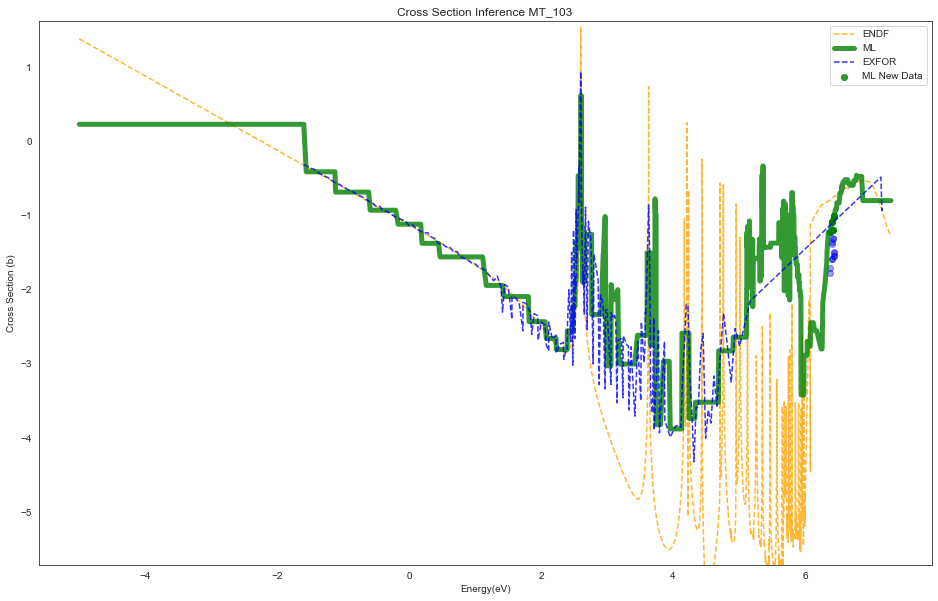 Cross Section Inference MT_103
ENDF
ML
EXFOR
ML New Data
Cross Section (b)
1
0
−1
−2
−3
−4
−5
−4
−2
0
2
4
6
Energy(eV)